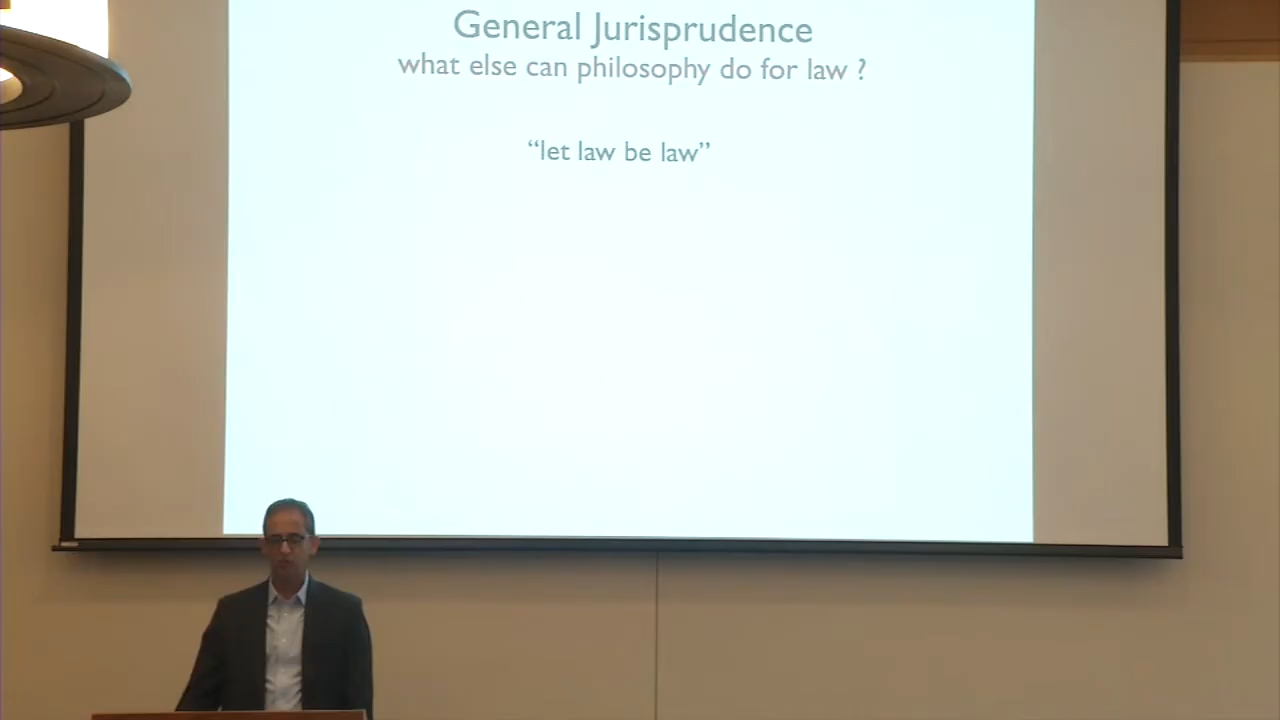 General Jurisprudence
what else can philosophy do for law ?
“let law be law”